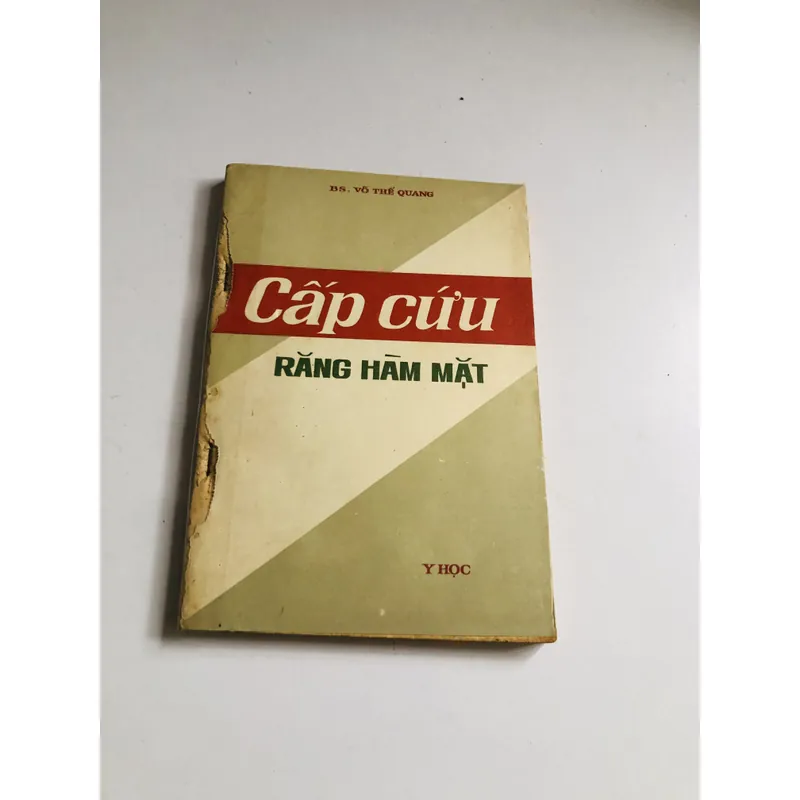 BS. VÕ THẾ QUANG
Cấp cứu
RĂNG HÀM MẶT
Y HỌC